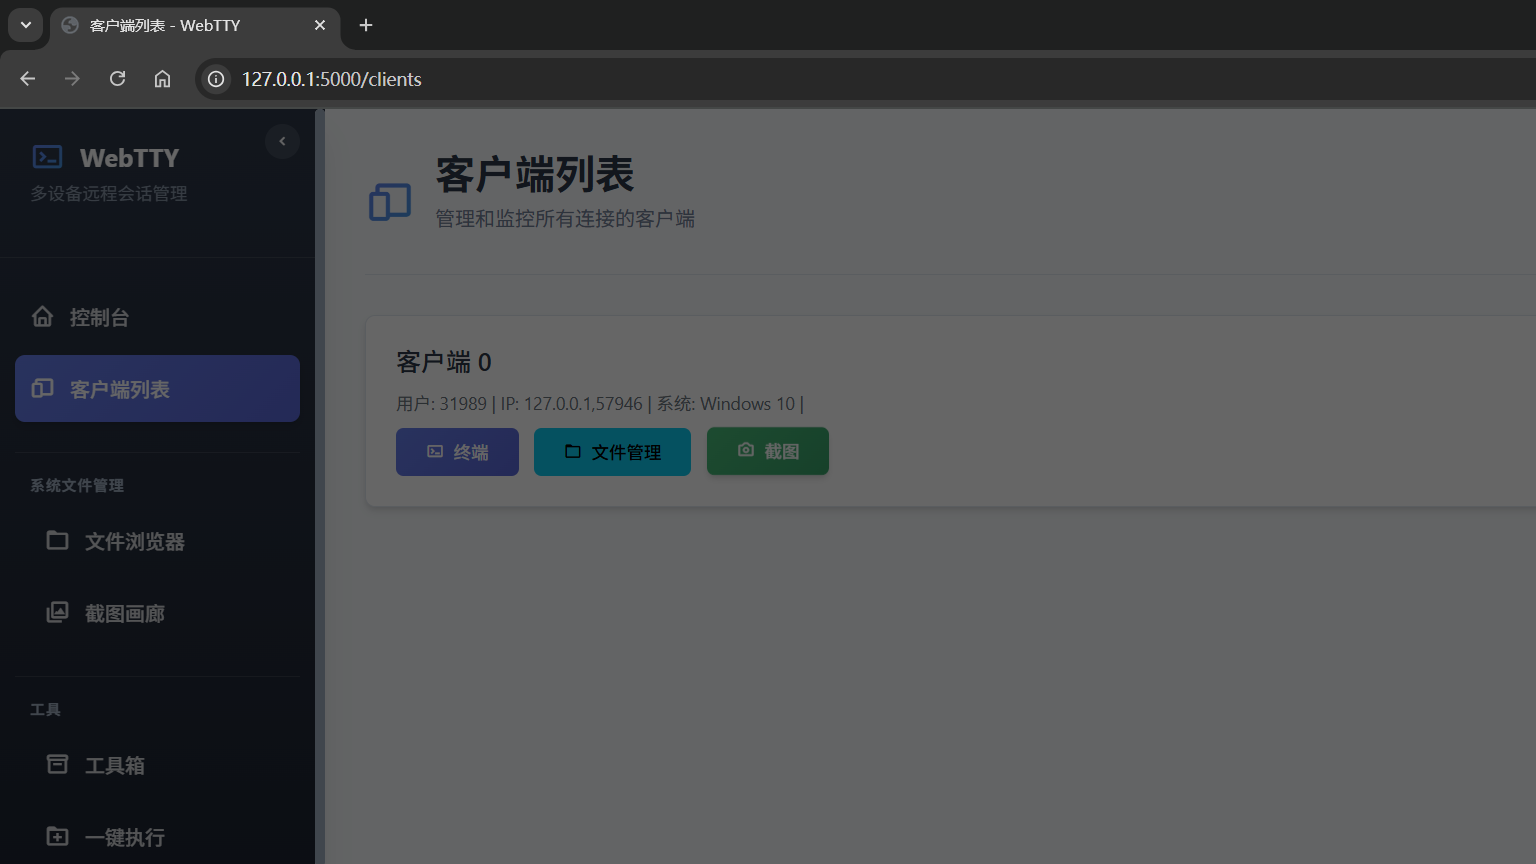 客户端列表 - WebTTY
127.0.0.1:5000/clients
WebTTY
多设备远程会话管理
控制台
客户端列表
系统文件管理
文件浏览器
截图画廊
工具
工具箱
一键执行
客户端列表
管理和监控所有连接的客户端
客户端 0
用户: 31989 | IP: 127.0.0.1,57946 | 系统: Windows 10 |
终端
文件管理
截图